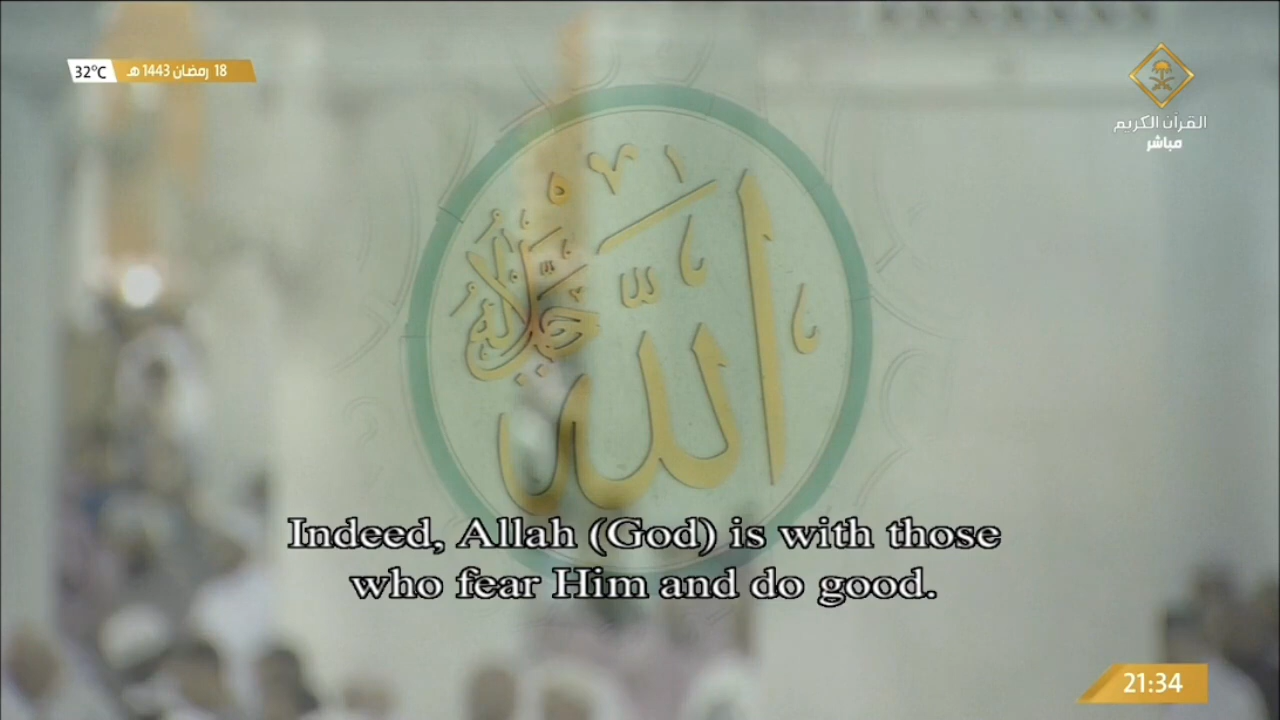 32°C
18 رمضان 1443 هـ
القرآن الكريم
مباشر
الله
جل جلاله
Indeed, Allah (God) is with those
who fear Him and do good.
21:34